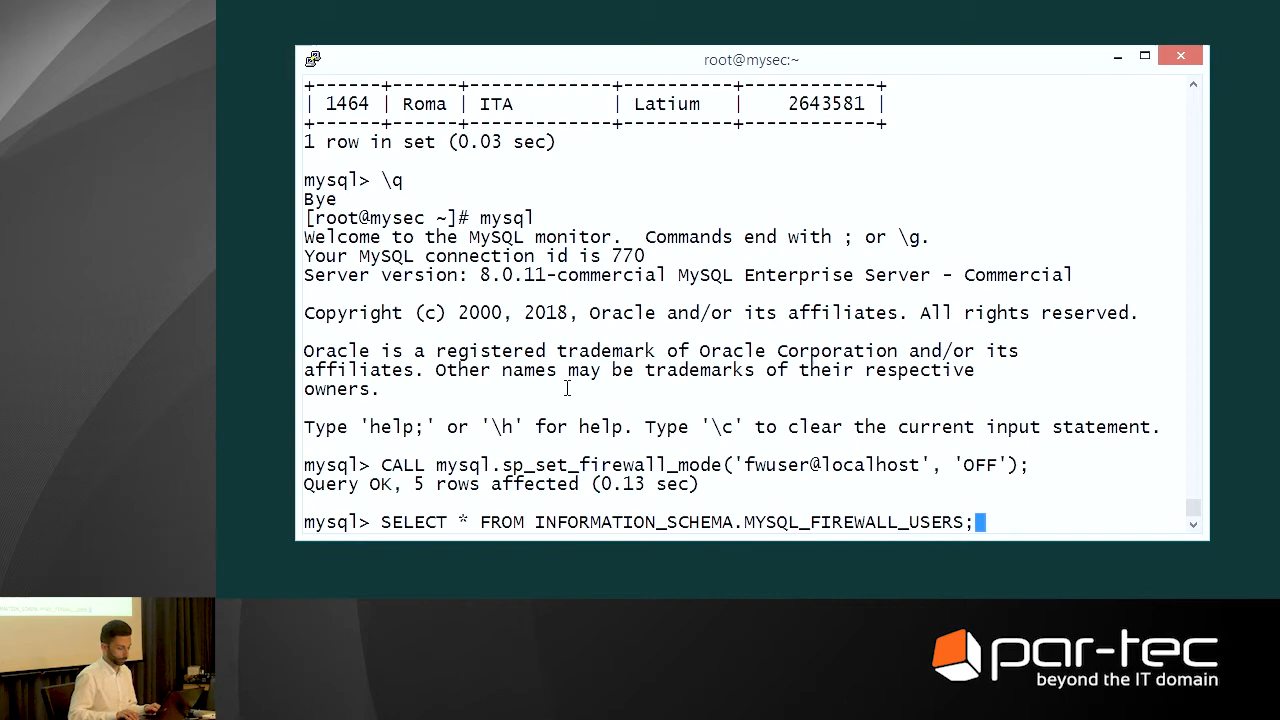 root@mysec:~
| 1464 | Roma | ITA | Latium | 2643581 |
1 row in set (0.03 sec)
mysql> \q
Bye
[root@mysec ~]# mysql
Welcome to the MySQL monitor.  Commands end with ; or \g.
Your MySQL connection id is 770
Server version: 8.0.11-commercial MySQL Enterprise Server - Commercial
Copyright (c) 2000, 2018, Oracle and/or its affiliates. All rights reserved.
Oracle is a registered trademark of Oracle Corporation and/or its
affiliates. Other names may be trademarks of their respective
owners.
Type 'help;' or '\h' for help. Type '\c' to clear the current input statement.
mysql> CALL mysql.sp_set_firewall_mode('fwuser@localhost', 'OFF');
Query OK, 5 rows affected (0.13 sec)
mysql> SELECT * FROM INFORMATION_SCHEMA.MYSQL_FIREWALL_USERS;
par-tec
beyond the IT domain